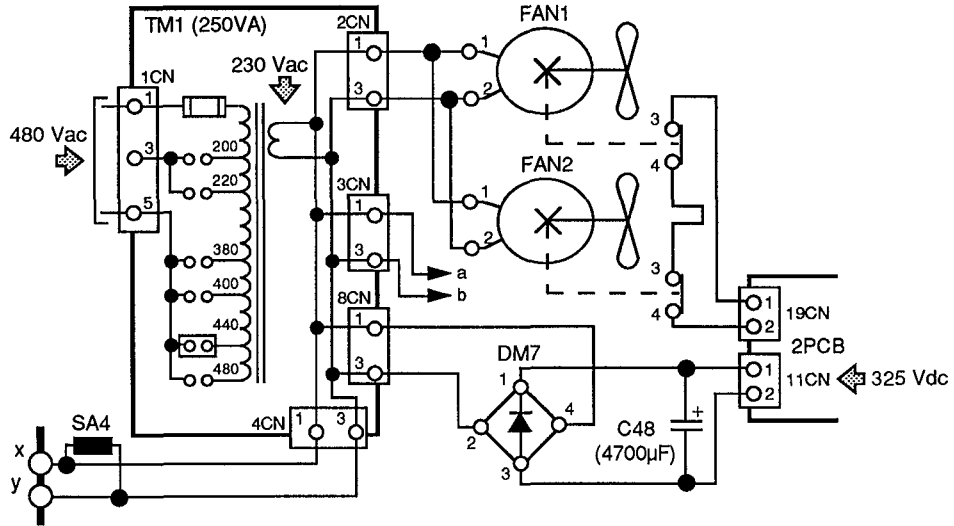 TM1 (250VA)
2CN
FAN1
1
1
230 Vac
1CN
3
2
1
480 Vac
3
200
3
4
220
FAN2
5
3CN
1
1
2
380
3
a
400
b
3
8CN
4
1
19CN
440
1
2
2PCB
DM7
480
3
1
1
11CN
325 Vdc
2
4CN
1
3
2
4
C48
+
(4700µF)
3
SA4
x
y